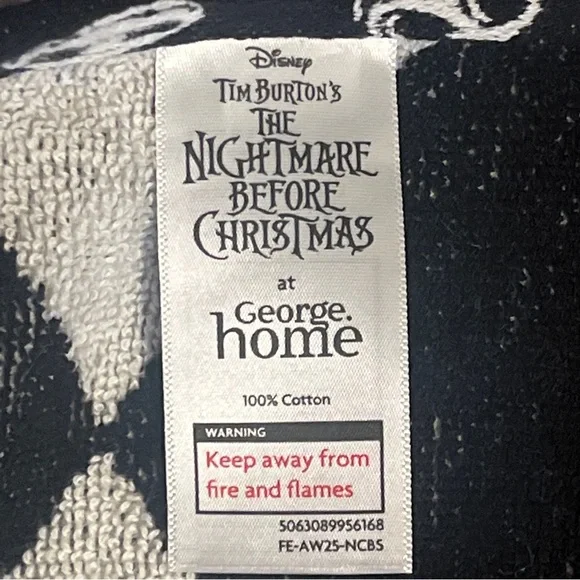 Disney
TIM BURTON'S
THE
NIGHTMARE
BEFORE
CHRISTMAS
at
George.
home
100% Cotton
WARNING
Keep away from
fire and flames
5063089956168
FE-AW25-NCBS